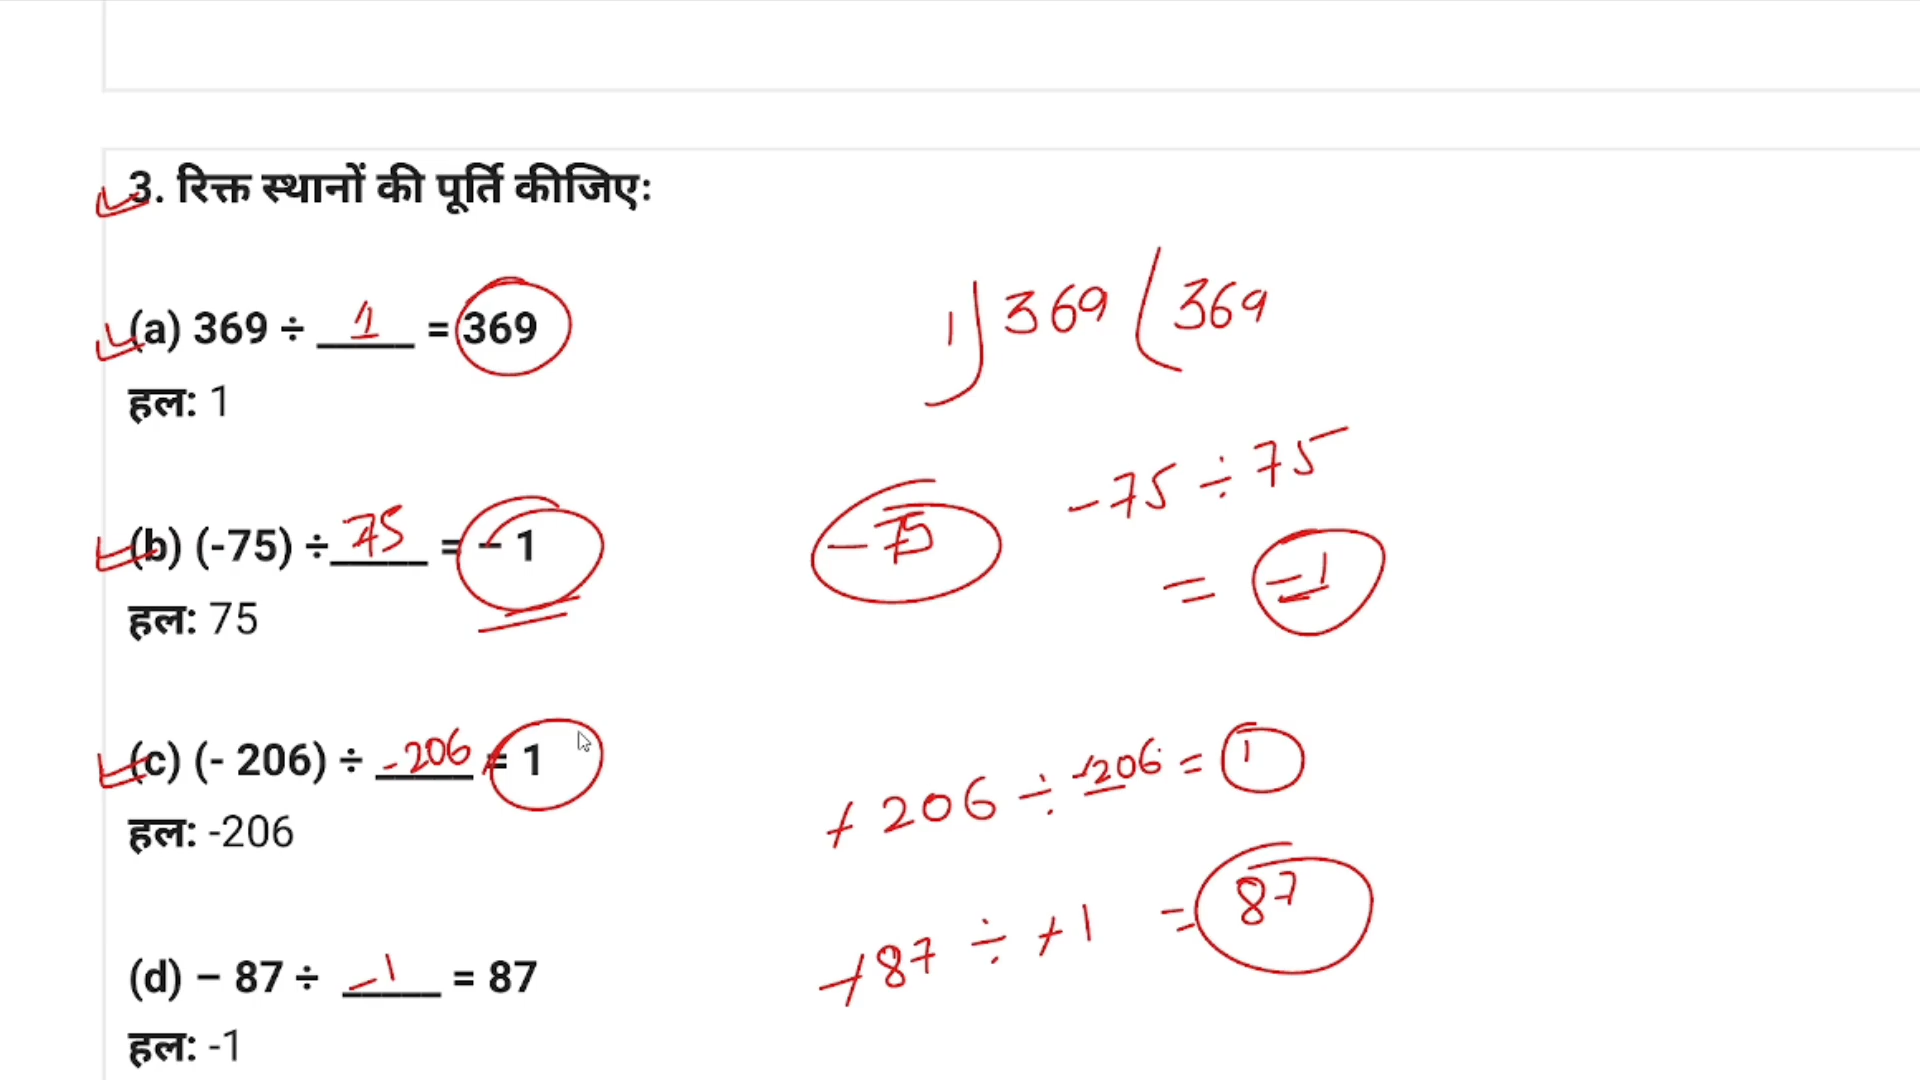 3. रिक्त स्थानों की पूर्ति कीजिए:
(a) 369 ÷ 1 = 369
1 ) 369 ( 369
हल: 1
(b) (-75) ÷ 75 = – 1
-75
-75 ÷ 75
= -1
हल: 75
(c) (- 206) ÷ -206 = 1
206 ÷ -206 = 1
हल: -206
(d) – 87 ÷ -1 = 87
87 ÷ 1 = 87
हल: -1